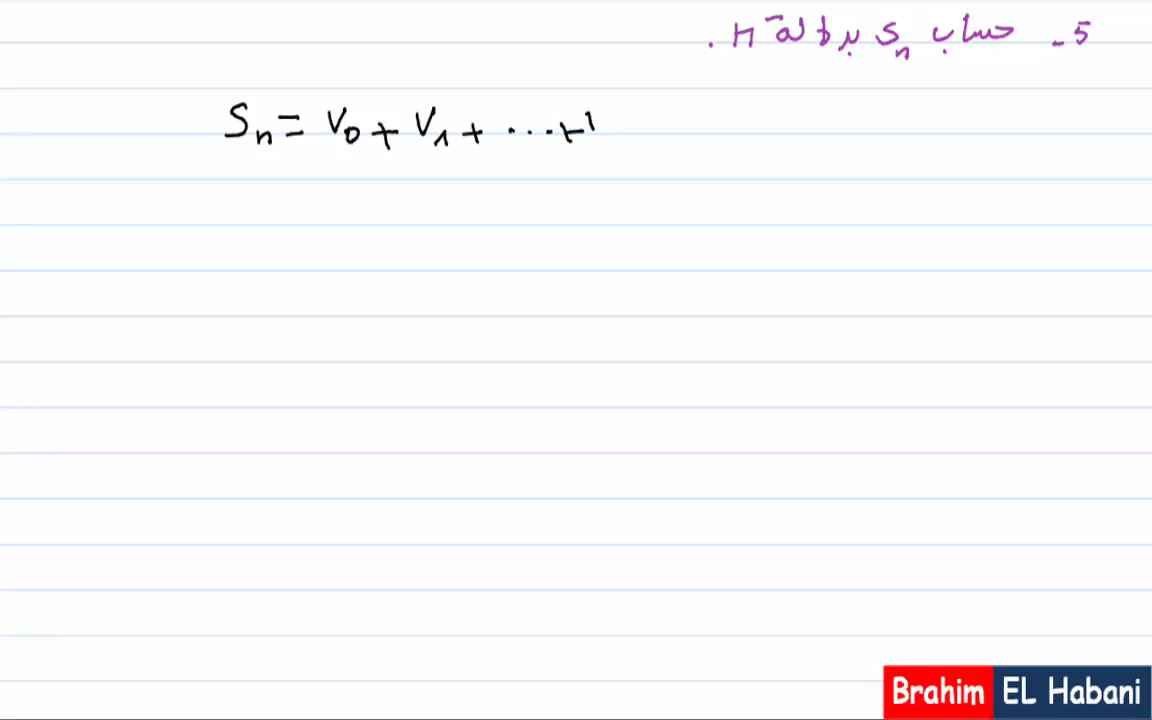 5 - حساب Sn بدلالة n .
Sn = V0 + V1 + ... +
Brahim EL Habani